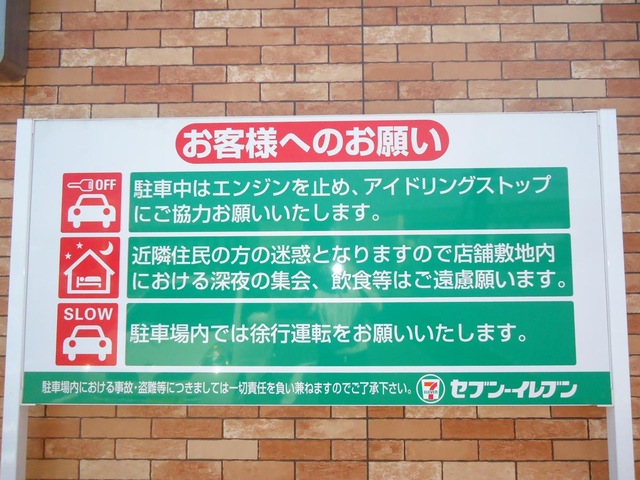 お客様へのお願い
OFF
駐車中はエンジンを止め、アイドリングストップ
にご協力お願いいたします。
近隣住民の方の迷惑となりますので店舗敷地内
における深夜の集会、飲食等はご遠慮願います。
SLOW
駐車場内では徐行運転をお願いいたします。
駐車場内における事故・盗難等につきましては一切責任を負い兼ねますのでご了承下さい。
7 ELEVEN
セブン-イレブン